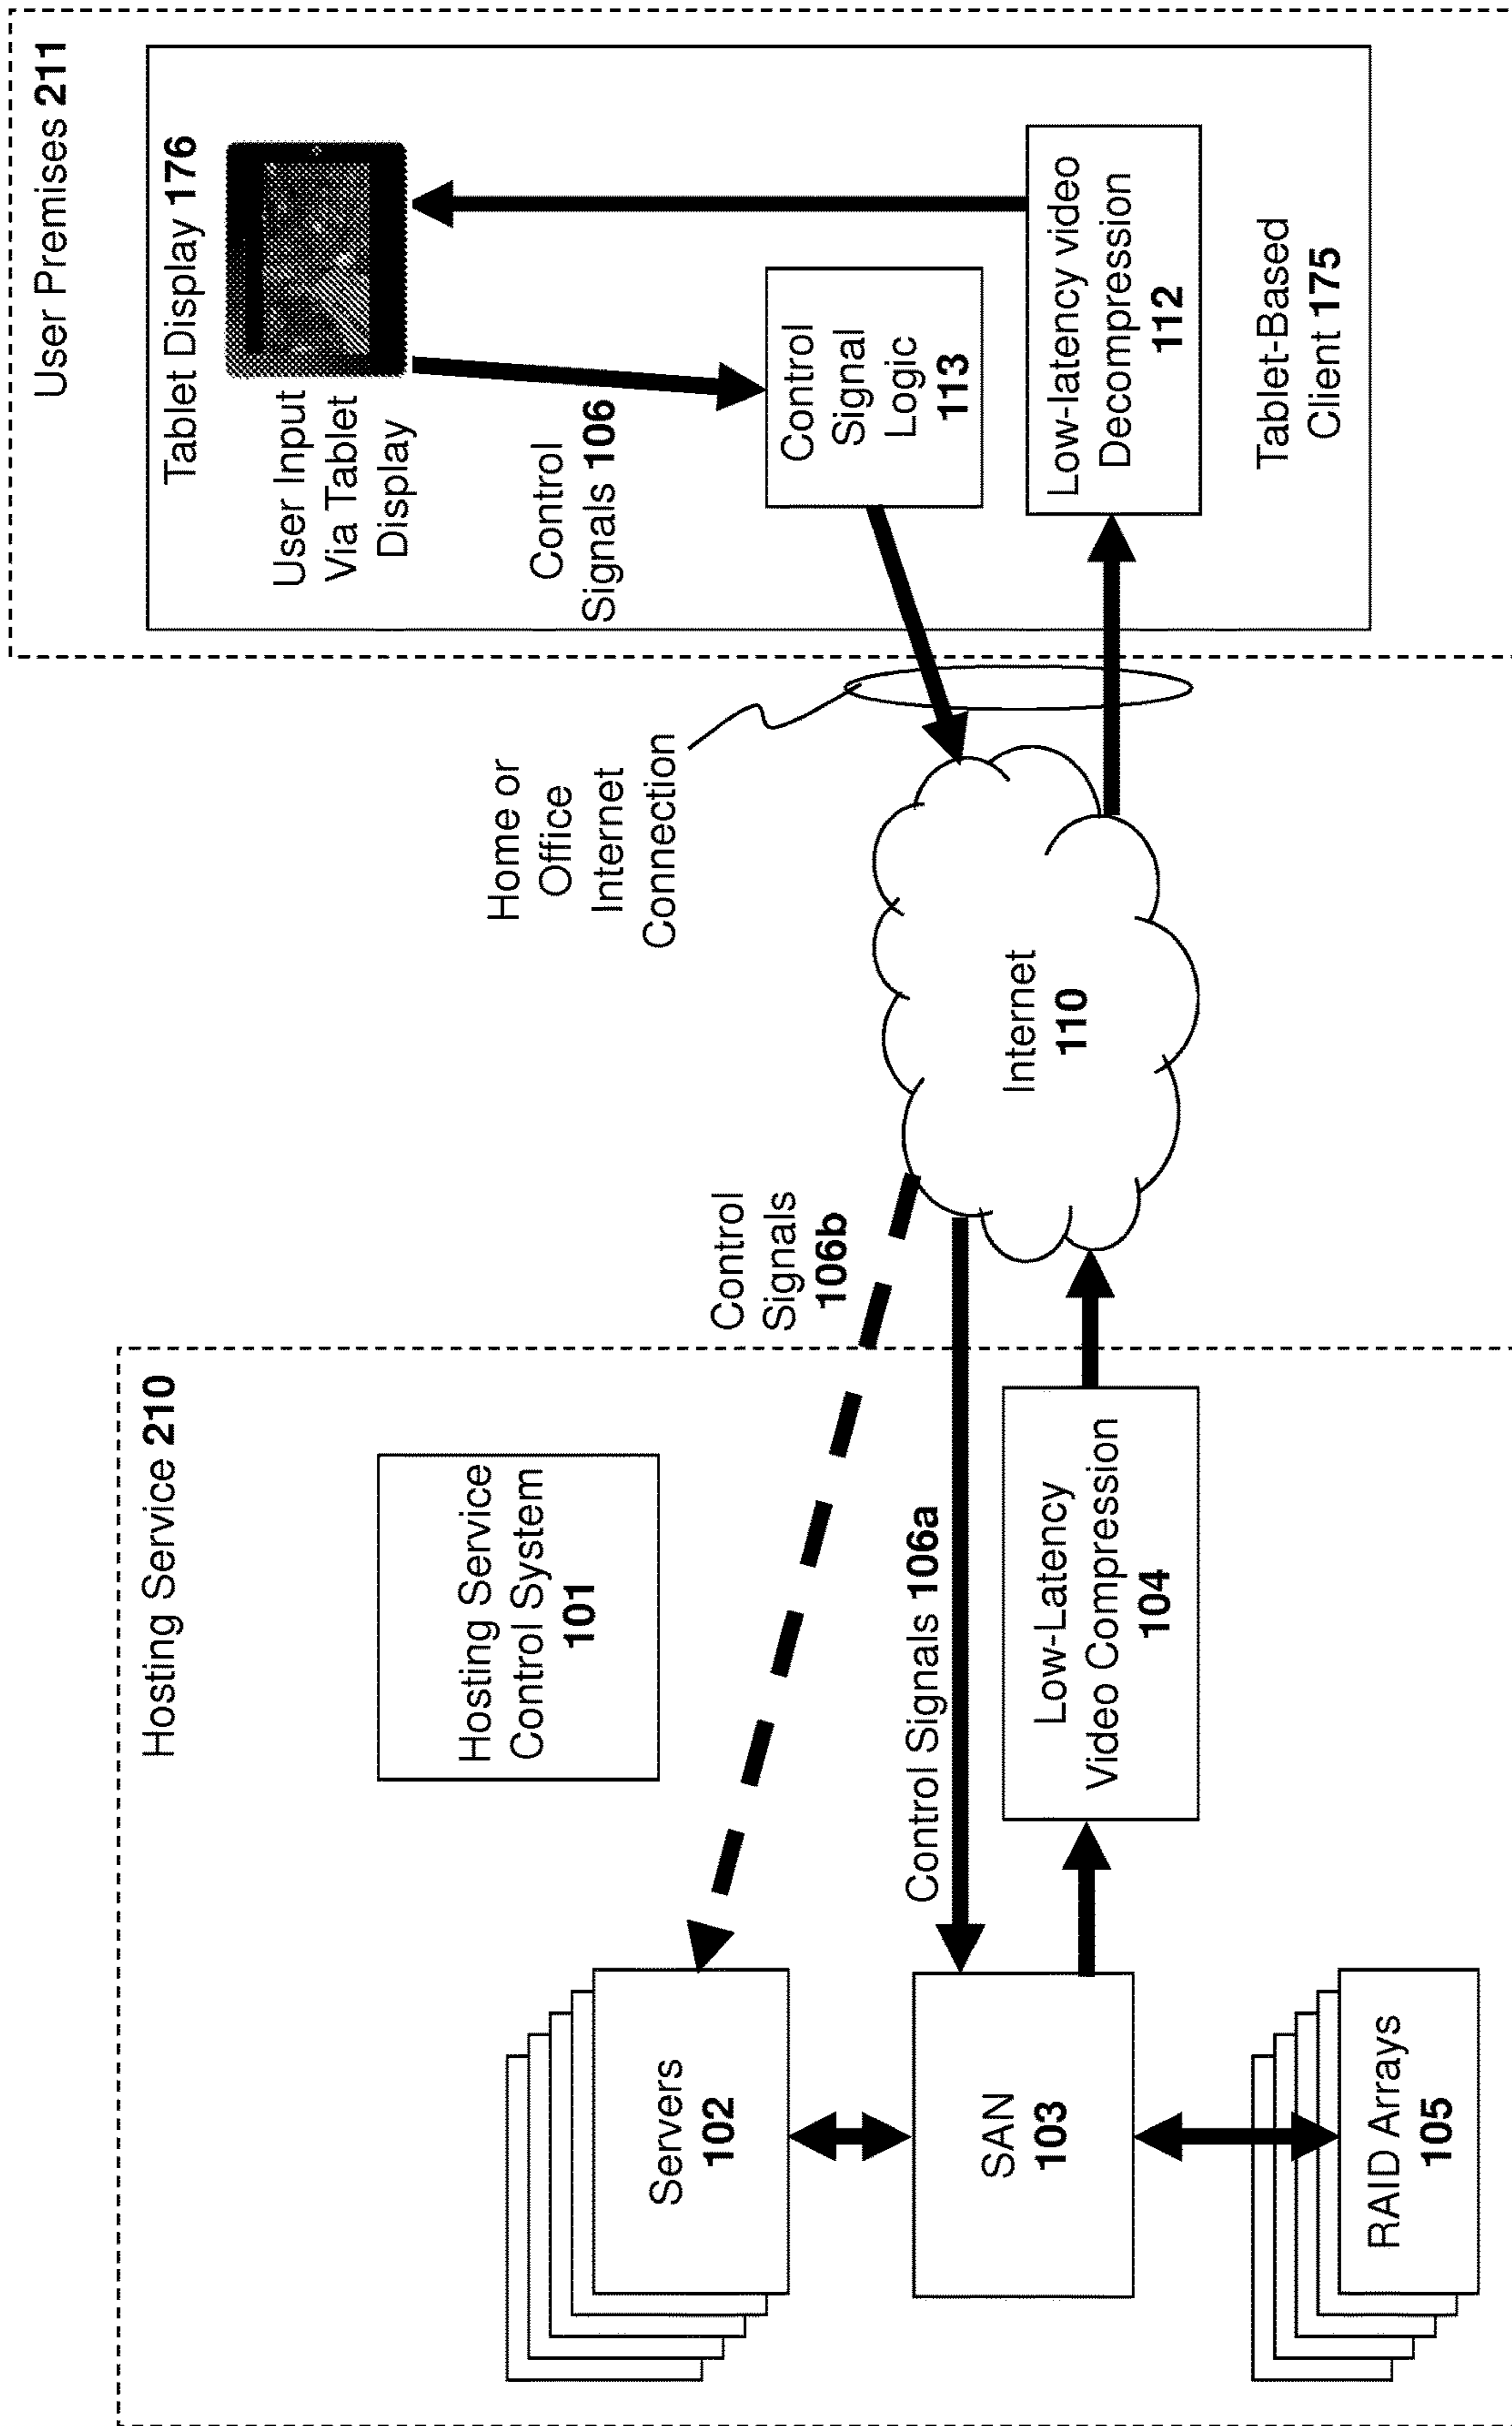 Hosting Service 210
Hosting Service
Control System
101
Servers
102
SAN
103
RAID Arrays
105
Control Signals 106a
Low-Latency
Video Compression
104
Control
Signals
106b
Internet
110
Home or
Office
Internet
Connection
User Premises 211
Tablet Display 176
User Input
Via Tablet
Display
Control
Signals 106
Control
Signal
Logic
113
Low-latency video
Decompression
112
Tablet-Based
Client 175